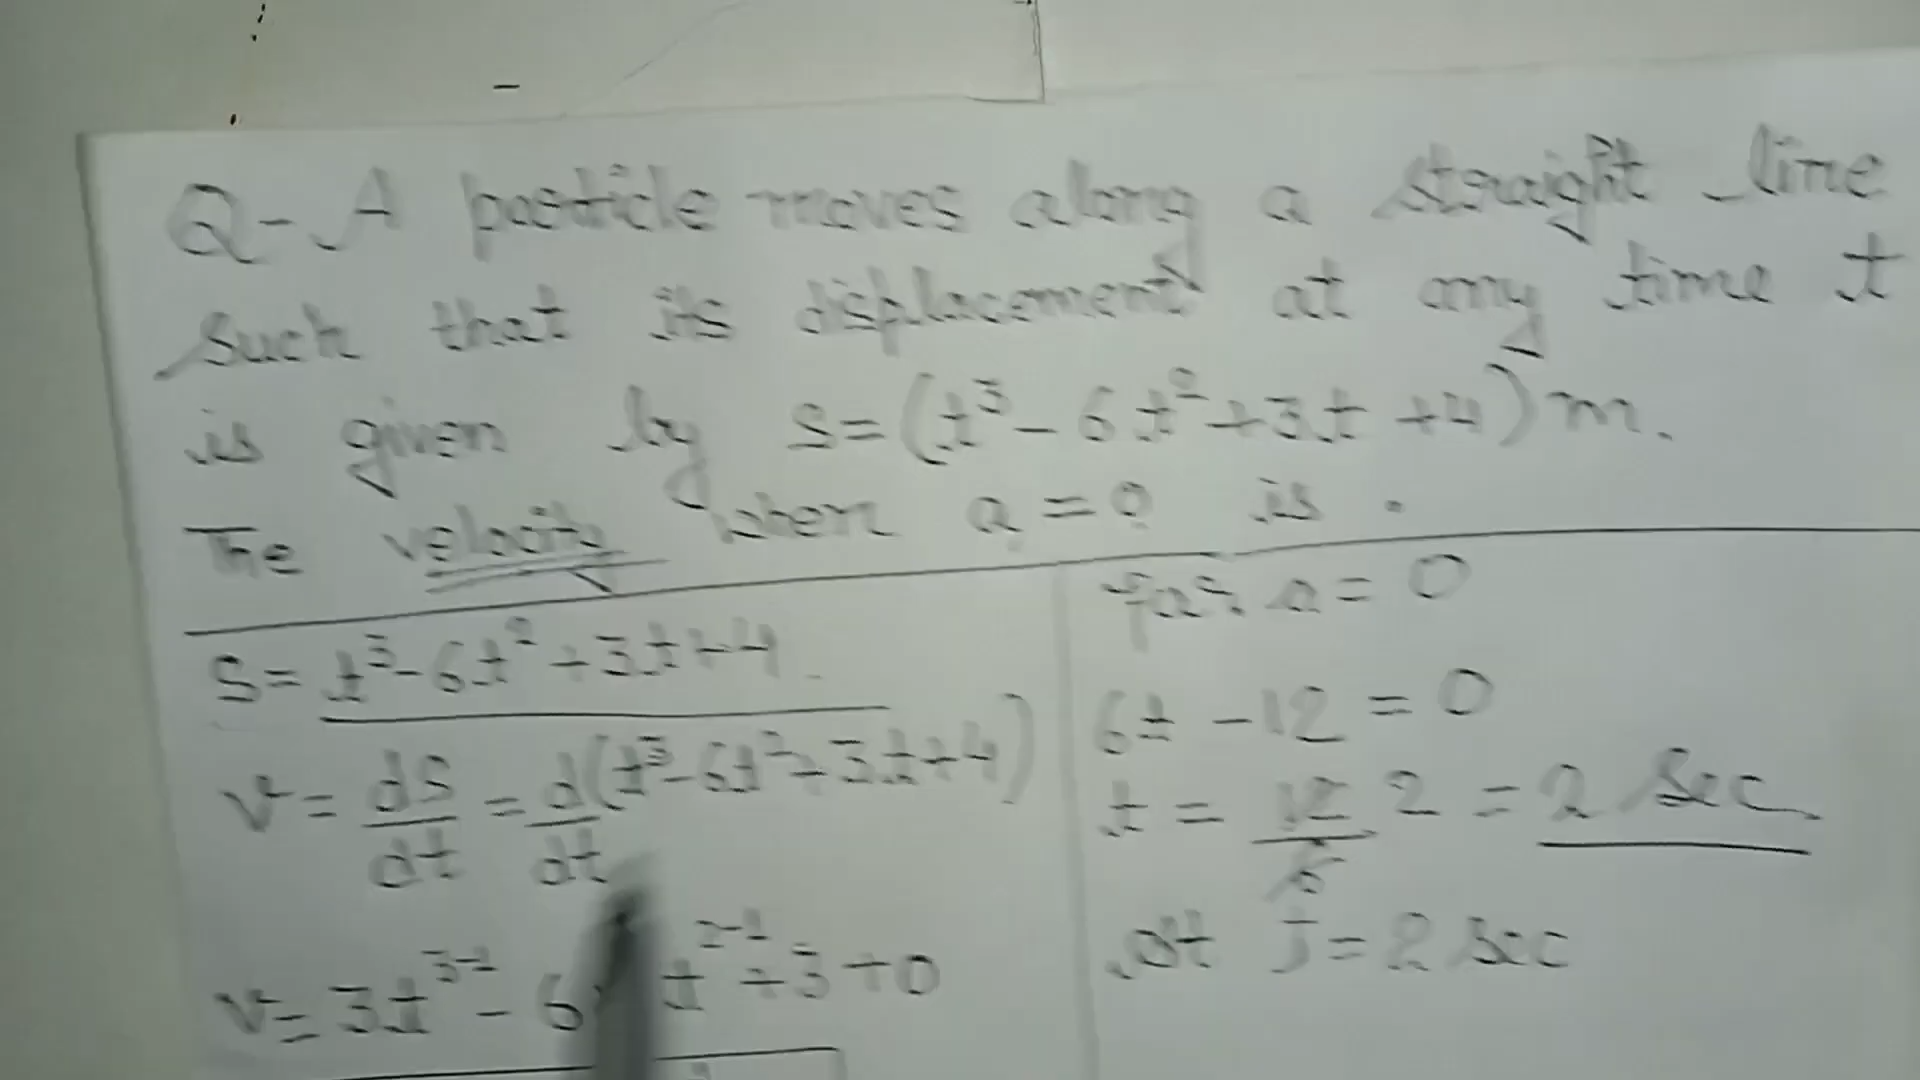 Q- A particle moves along a straight line
such that its displacement at any time t
is given by S=(t³-6t²+3t+4)m.
The velocity when a=0 is.
S= t³-6t²+3t+4
v= dS/dt = d/dt(t³-6t²+3t+4)
v= 3t³⁻¹ - 6 t²⁻¹+3+0
for a=0
6t-12=0
t= 12/6 2 = 2 Sec
at t=2 Sec